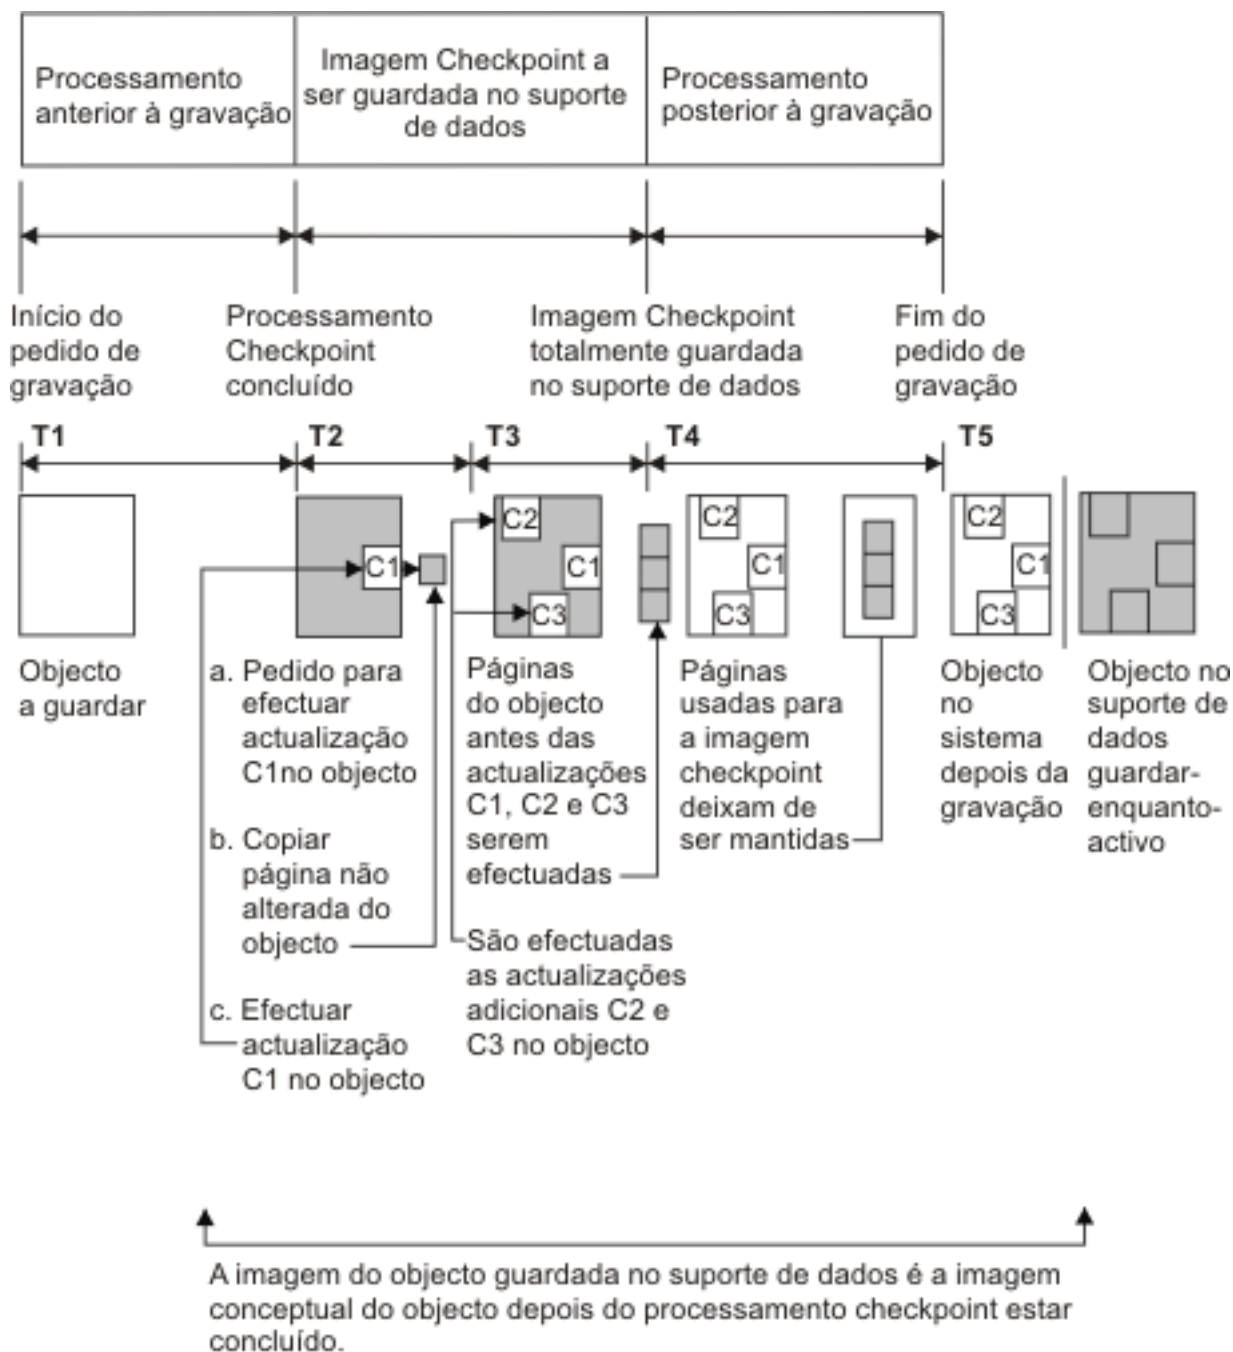 Processamento
anterior à gravação
Imagem Checkpoint a
ser guardada no suporte
de dados
Processamento
posterior à gravação
Início do
pedido de
gravação
Processamento
Checkpoint
concluído
Imagem Checkpoint
totalmente guardada
no suporte de dados
Fim do
pedido de
gravação
T1
T2
T3
T4
T5
C1
C2
C1
C3
C2
C1
C3
C2
C1
C3
Objecto
a guardar
a. Pedido para
efectuar
actualização
C1no objecto
b. Copiar
página não
alterada do
objecto
c. Efectuar
actualização
C1 no objecto
Páginas
do objecto
antes das
actualizações
C1, C2 e C3
serem
efectuadas
São efectuadas
as actualizações
adicionais C2 e
C3 no objecto
Páginas
usadas para
a imagem
checkpoint
deixam de
ser mantidas
Objecto
no
sistema
depois da
gravação
Objecto no
suporte de
dados
guardar-
enquanto-
activo
A imagem do objecto guardada no suporte de dados é a imagem
conceptual do objecto depois do processamento checkpoint estar
concluído.